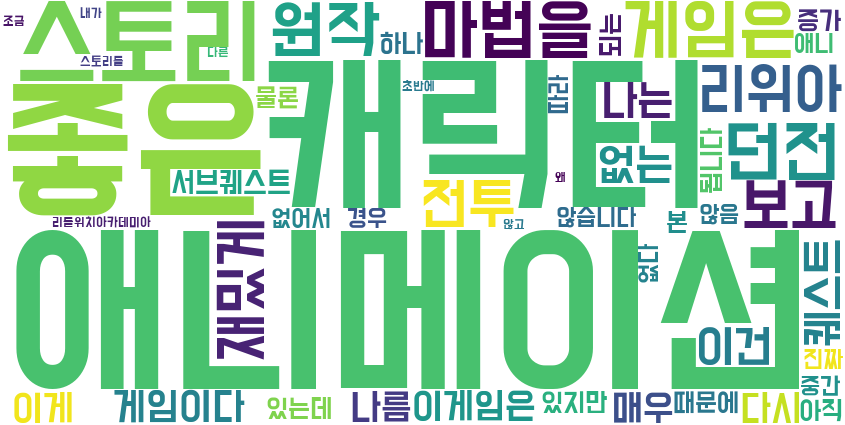 조금 내가 스토리 다른 원작 하나 마법을 되는 게임은 증가 애니
스토리를 물론 캐릭터 초반에 따라 나는 리위아
좋은 서브퀘스트 전투 왜 없는 됩니다 던전
리틀위치아카데미아 없어서 경우 않고 않습니다 본 않음 보고
애니메이션 재밌게 없다 퀘스트
이건 진짜
이게 게임이다 있는데 나름 이게임은 있지만 매우 때문에 다시 중간
아직